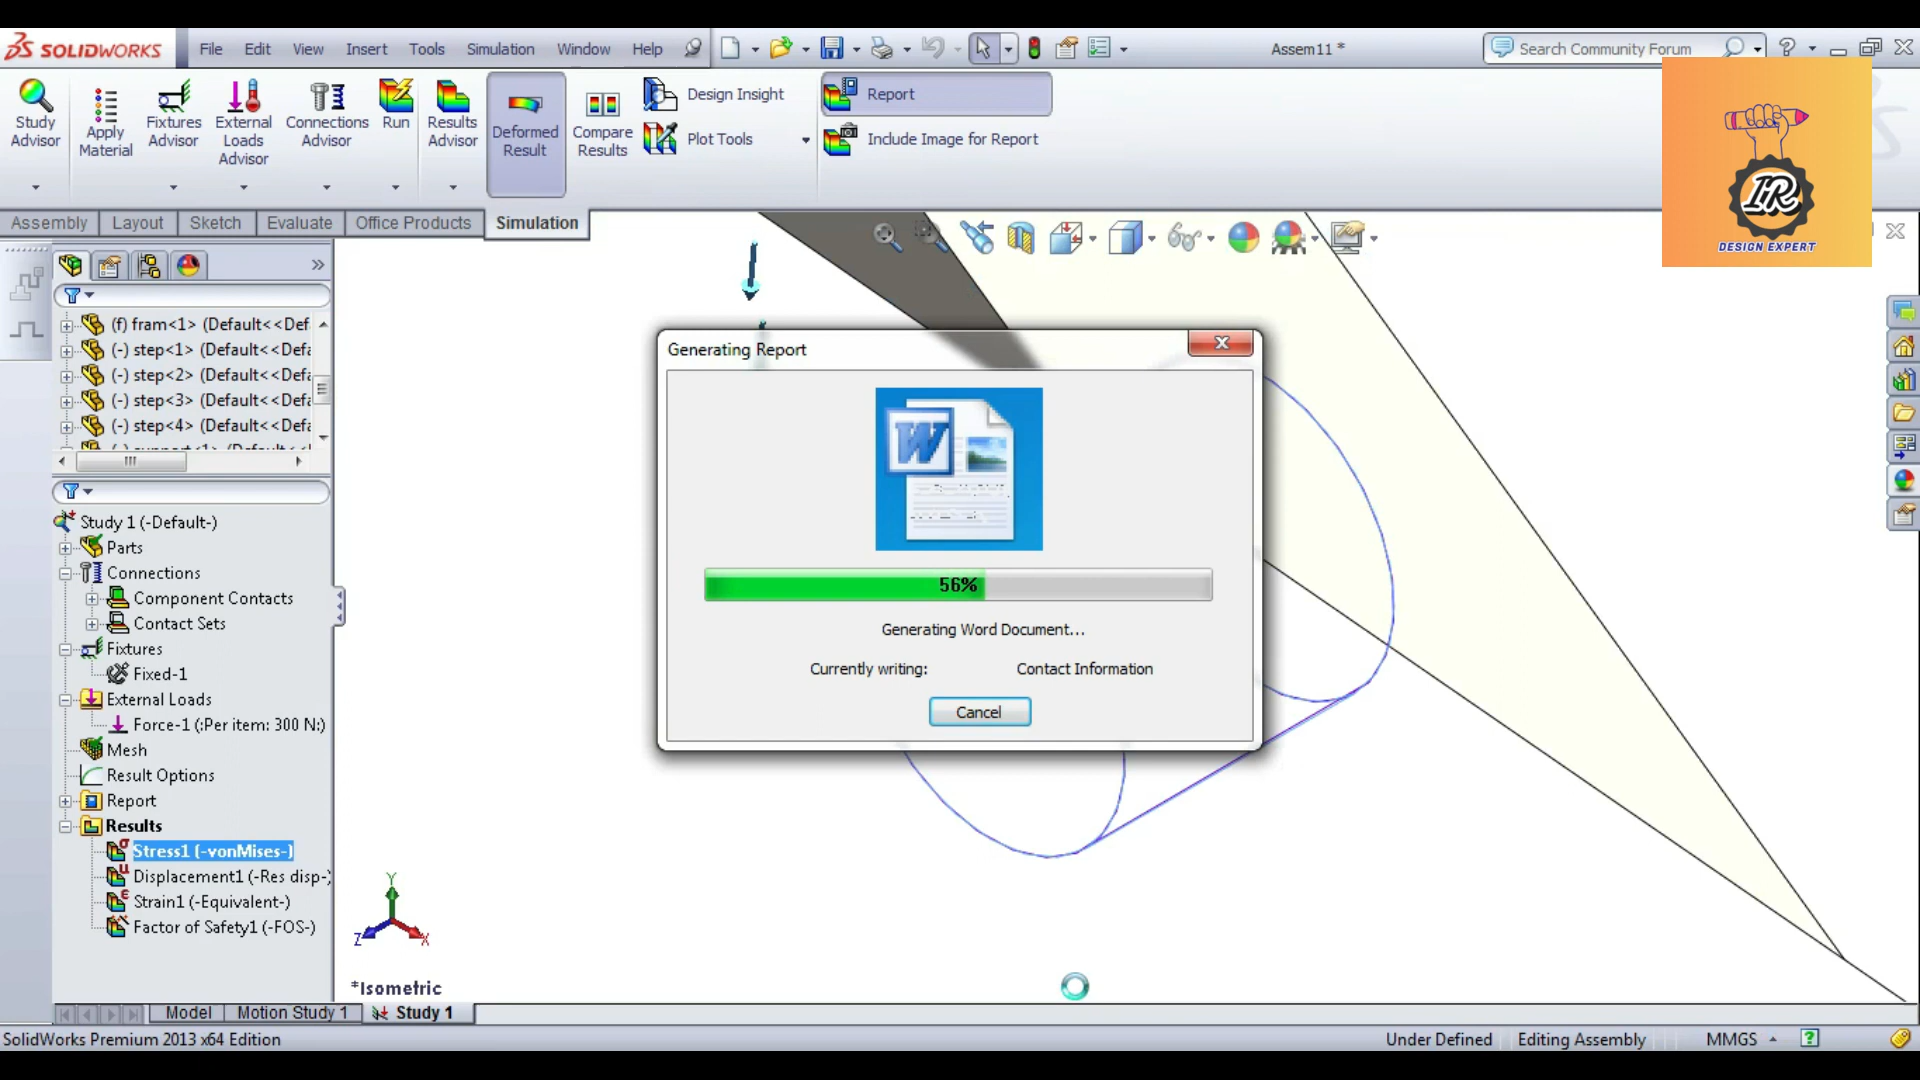 SOLIDWORKS File Edit View Insert Tools Simulation Window Help Assem11 * Search Community Forum
Study Advisor
Apply Material
Fixtures Advisor
External Loads Advisor
Connections Advisor
Run
Results Advisor
Deformed Result
Compare Results
Design Insight
Plot Tools
Report
Include Image for Report
IR
DESIGN EXPERT
Assembly Layout Sketch Evaluate Office Products Simulation
(f) fram<1> (Default<<Def
(-) step<1> (Default<<Defa
(-) step<2> (Default<<Defa
(-) step<3> (Default<<Defa
(-) step<4> (Default<<Defa
Study 1 (-Default-)
Parts
Connections
Component Contacts
Contact Sets
Fixtures
Fixed-1
External Loads
Force-1 (:Per item: 300 N:)
Mesh
Result Options
Report
Results
Stress1 (-vonMises-)
Displacement1 (-Res disp-)
Strain1 (-Equivalent-)
Factor of Safety1 (-FOS-)
Generating Report
W
56%
Generating Word Document...
Currently writing: Contact Information
Cancel
Y
Z
X
*Isometric
Model Motion Study 1 Study 1
SolidWorks Premium 2013 x64 Edition Under Defined Editing Assembly MMGS